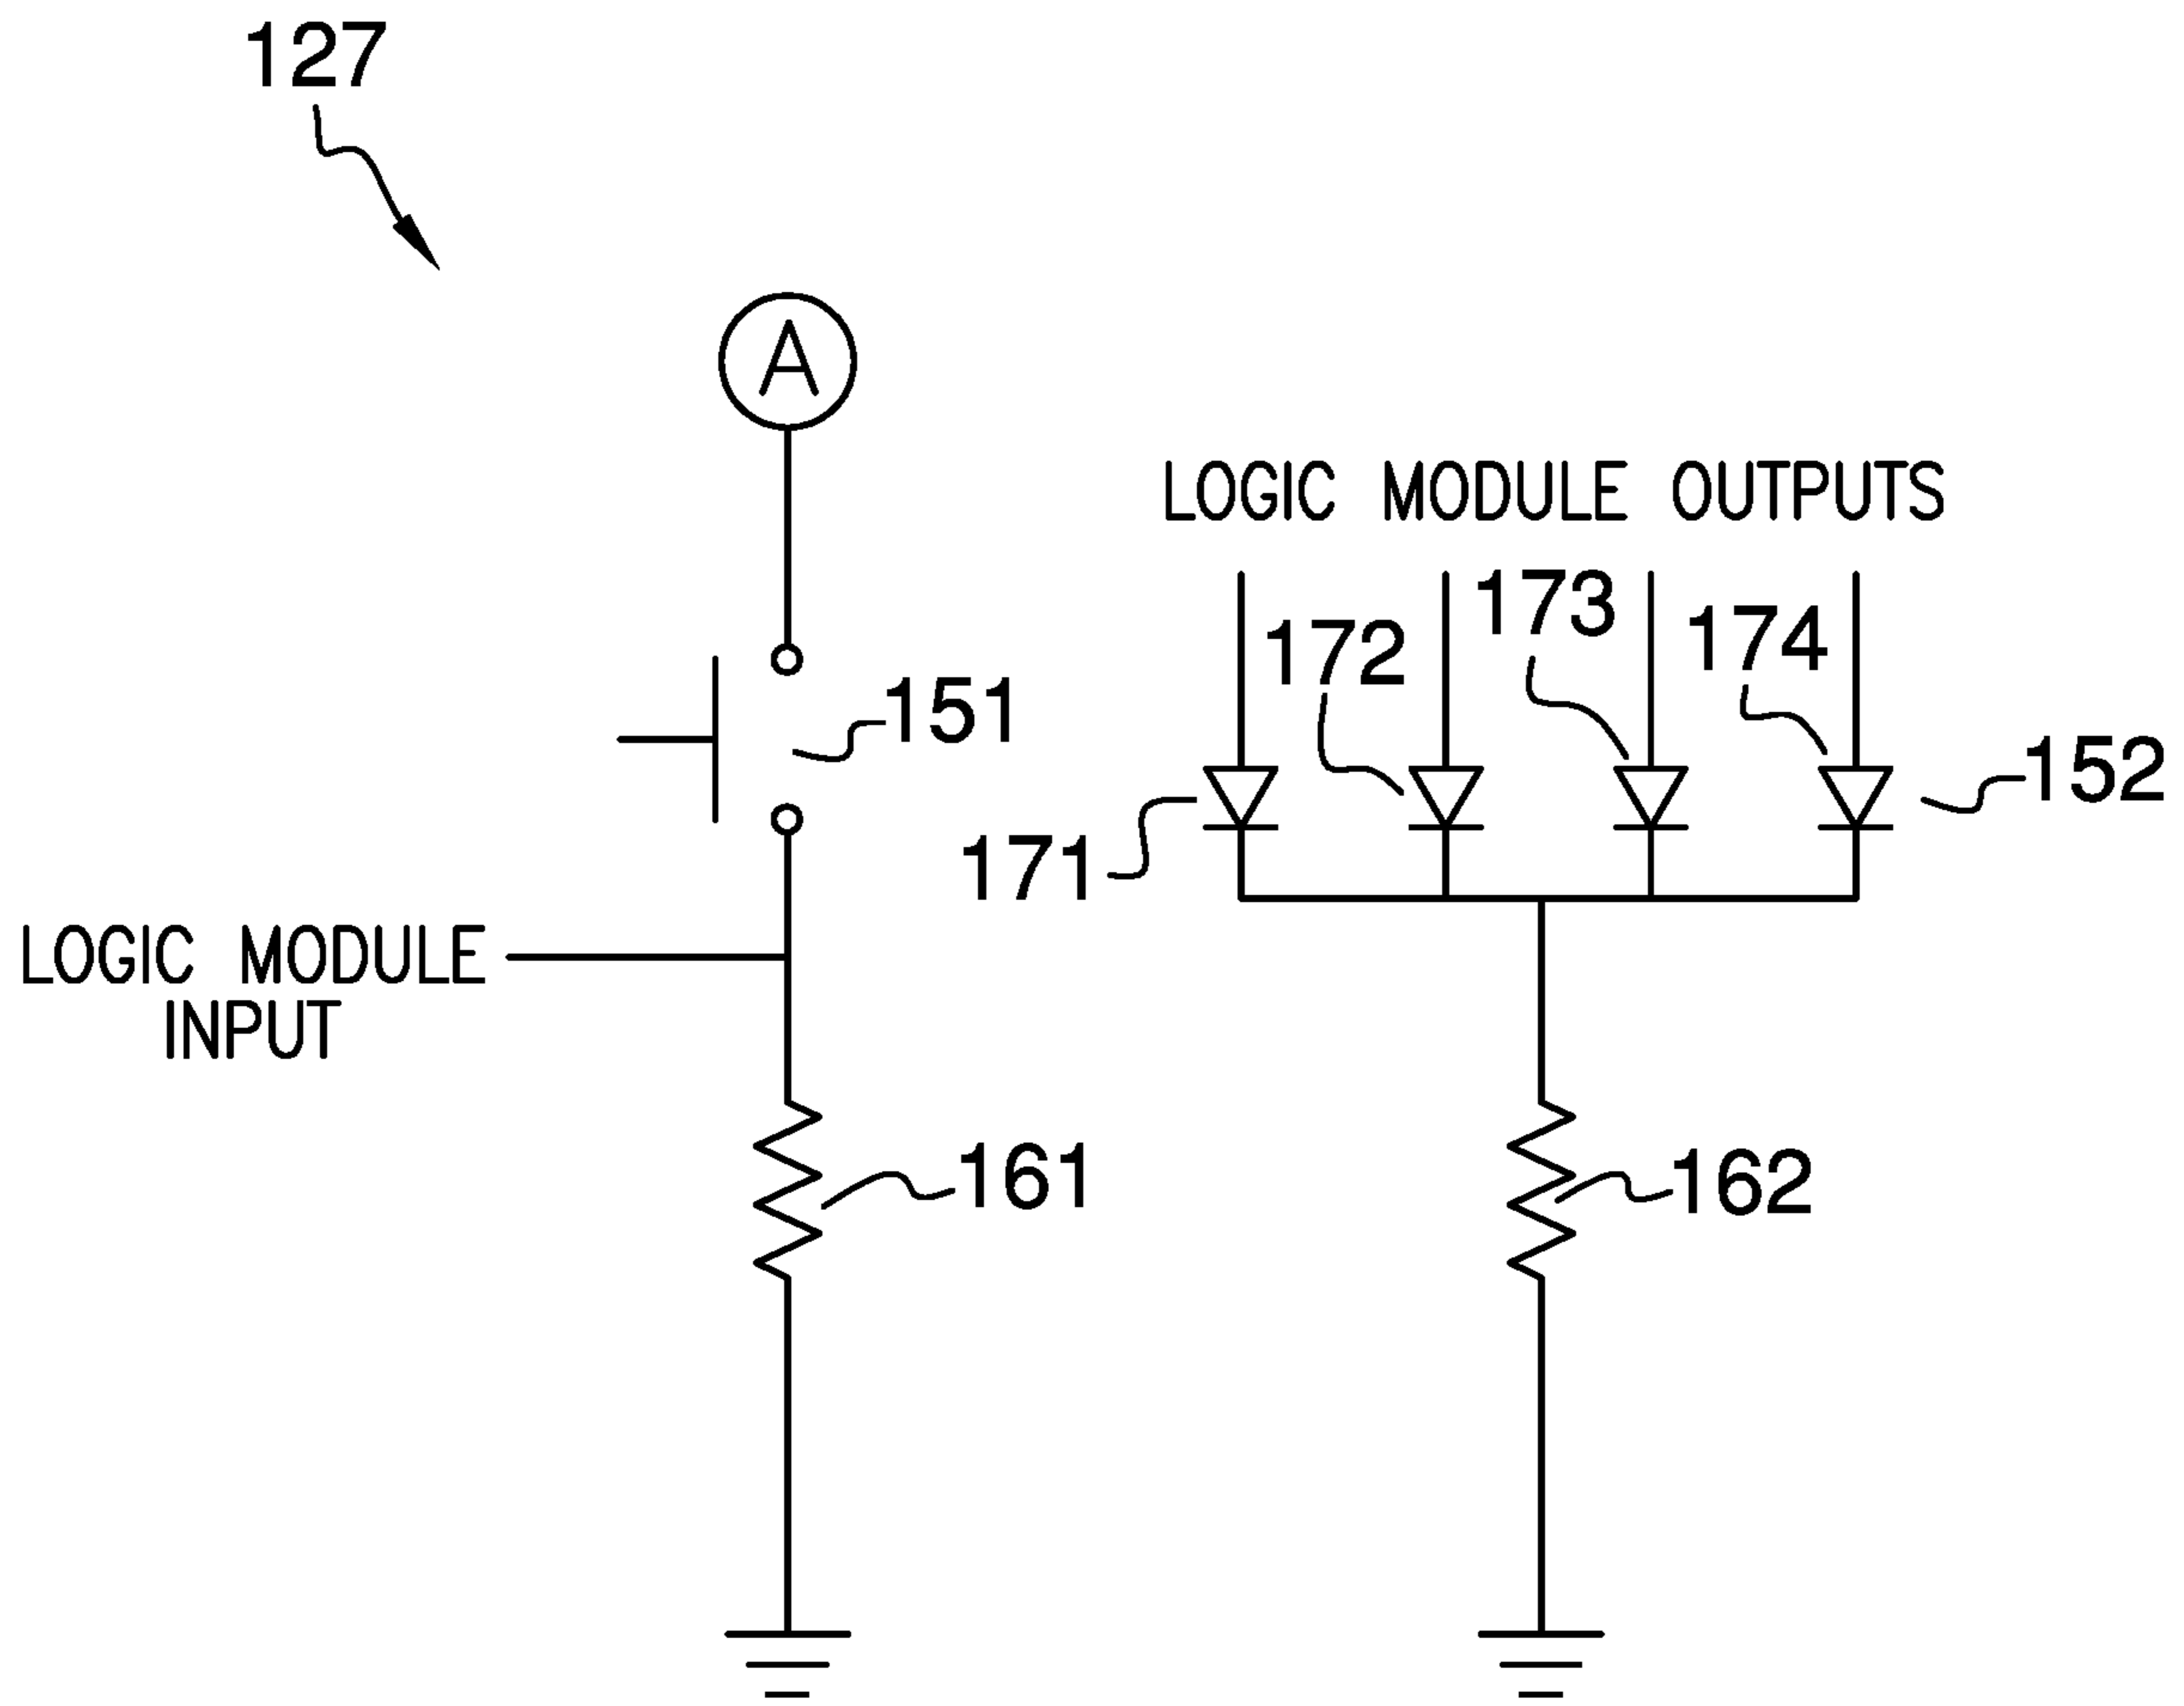 127
A
LOGIC MODULE OUTPUTS
173
174
172
151
152
171
LOGIC MODULE
INPUT
161
162